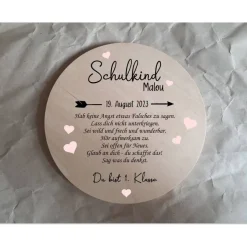 Schulkind
Malou
19. August 2023
Hab keine Angst etwas Falsches zu sagen.
Lass dich nicht unterkriegen.
Sei wild und frech und wunderbar.
Hör aufmerksam zu.
Sei offen für Neues.
Glaub an dich - du schaffst das!
Sag was du denkst.
Du bist 1. Klasse